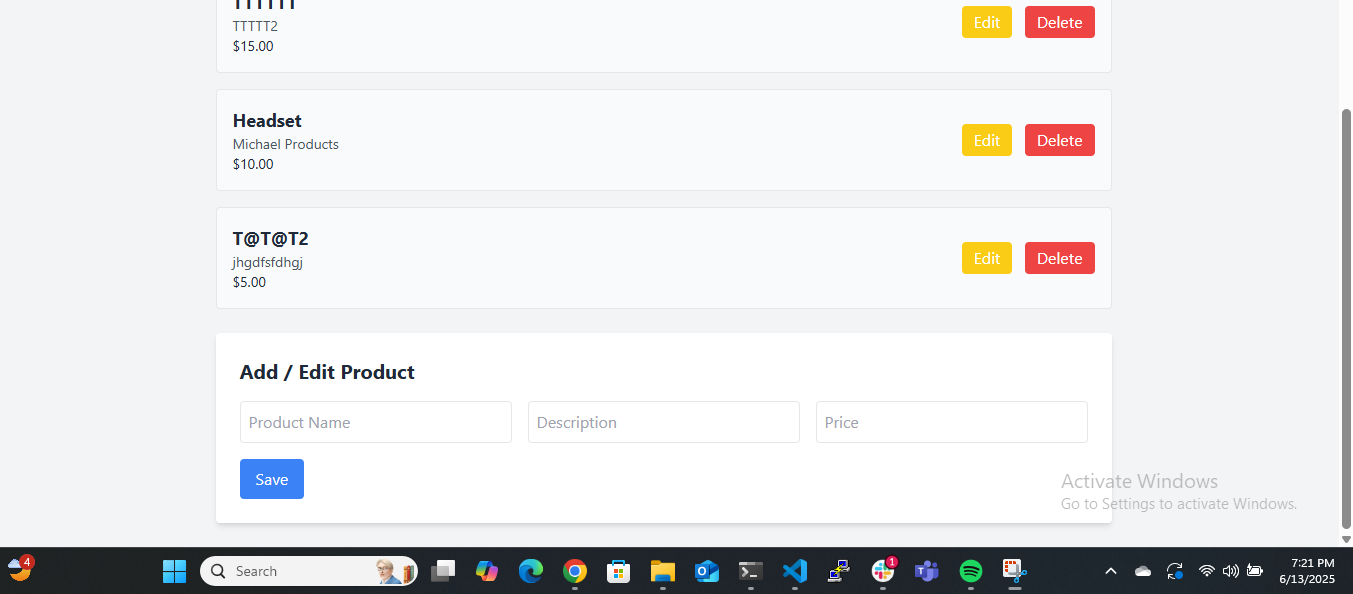 TTTTT2
$15.00
Edit
Delete
Headset
Michael Products
$10.00
Edit
Delete
T@T@T2
jhgdfsfdhgj
$5.00
Edit
Delete
Add / Edit Product
Product Name
Description
Price
Save
Activate Windows
Go to Settings to activate Windows.
4
Search
1
7:21 PM
6/13/2025